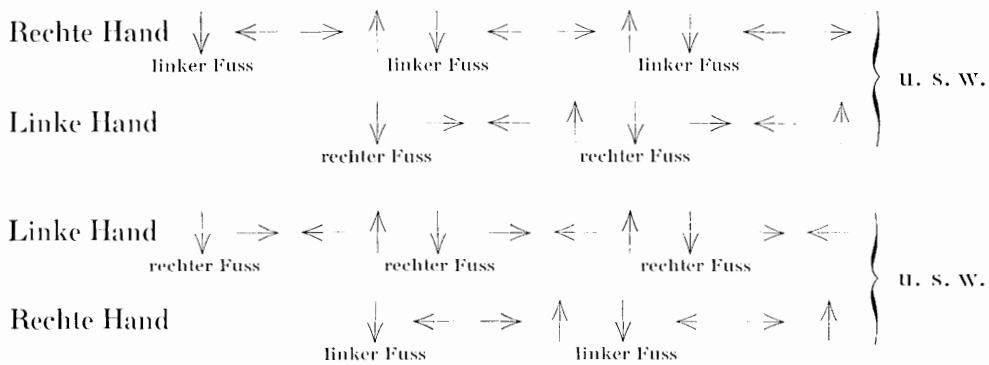 Rechte Hand
linker Fuss linker Fuss linker Fuss
u. s. w.
Linke Hand
rechter Fuss rechter Fuss
Linke Hand
rechter Fuss rechter Fuss rechter Fuss
u. s. w.
Rechte Hand
linker Fuss linker Fuss